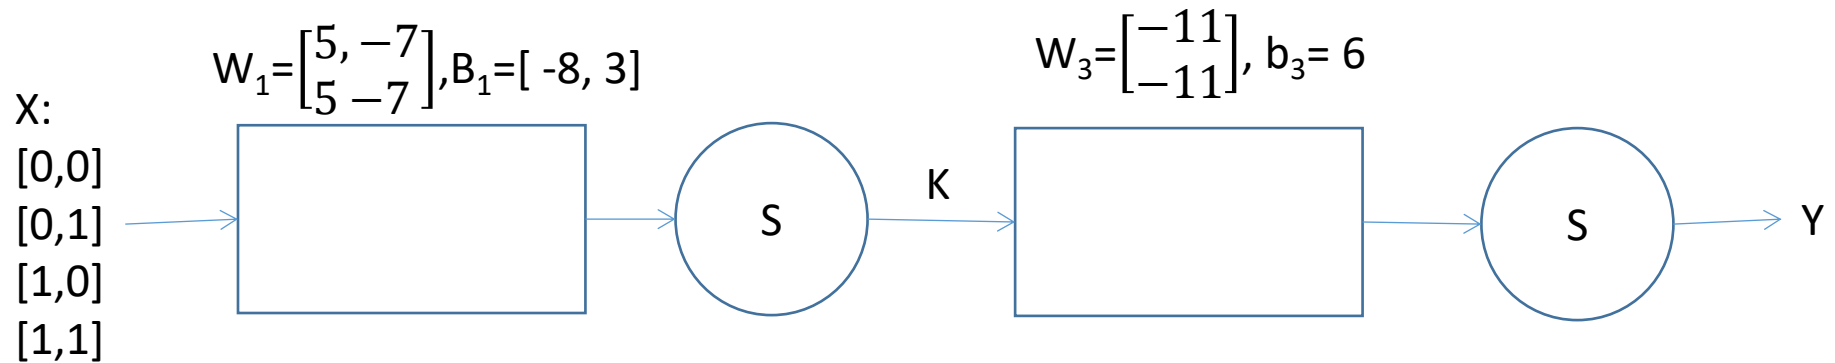 W₁=[5, −7
5 −7],B₁=[ -8, 3]
W₃=[−11
−11], b₃= 6
X:
[0,0]
[0,1]
[1,0]
[1,1]
S
K
S
Y